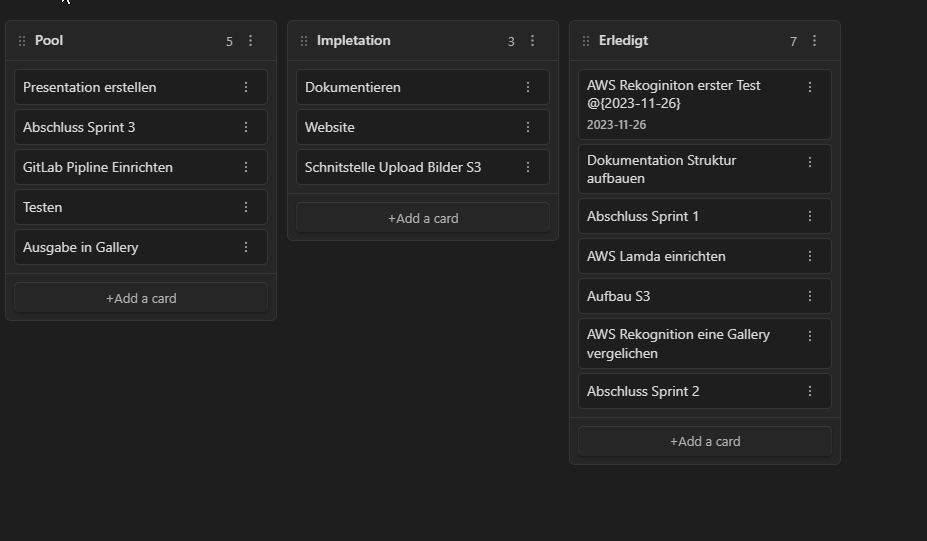 Pool 5
Presentation erstellen
Abschluss Sprint 3
GitLab Pipline Einrichten
Testen
Ausgabe in Gallery
+Add a card
Impletation 3
Dokumentieren
Website
Schnitstelle Upload Bilder S3
+Add a card
Erledigt 7
AWS Rekoginiton erster Test
@{2023-11-26}
2023-11-26
Dokumentation Struktur
aufbauen
Abschluss Sprint 1
AWS Lamda einrichten
Aufbau S3
AWS Rekognition eine Gallery
vergelichen
Abschluss Sprint 2
+Add a card